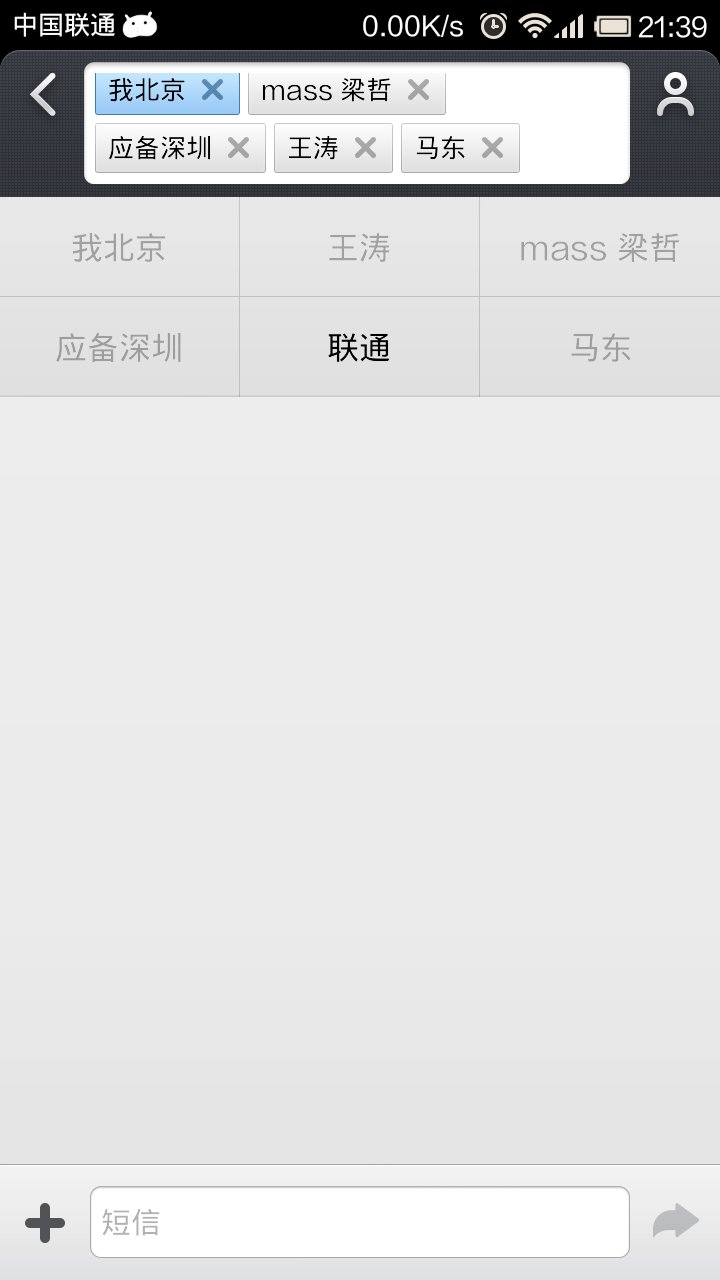 中国联通 0.00K/s 21:39
我北京 mass 梁哲
应备深圳 王涛 马东
我北京 王涛 mass 梁哲
应备深圳 联通 马东
短信